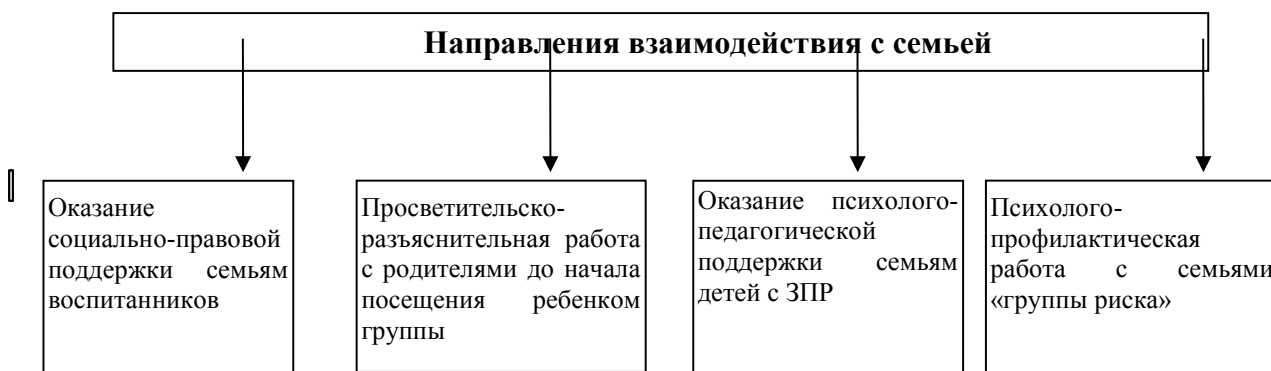 Направления взаимодействия с семьей
Оказание
социально-правовой
поддержки семьям
воспитанников
Просветительско-
разъяснительная работа
с родителями до начала
посещения ребенком
группы
Оказание психолого-
педагогической
поддержки семьям
детей с ЗПР
Психолого-
профилактическая
работа с семьями
«группы риска»